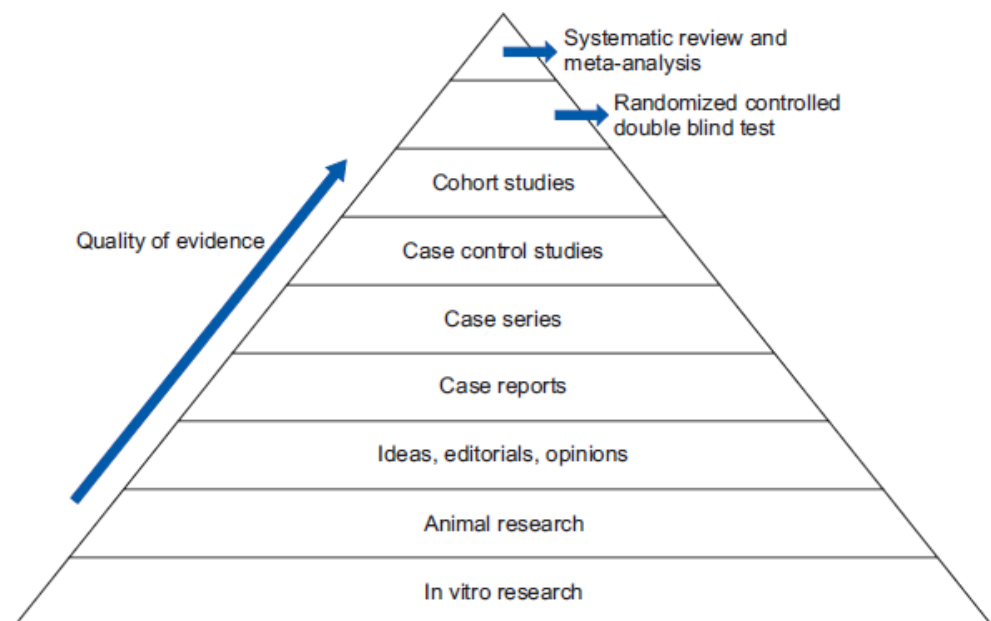 Systematic review and
meta-analysis
Randomized controlled
double blind test
Cohort studies
Quality of evidence
Case control studies
Case series
Case reports
Ideas, editorials, opinions
Animal research
In vitro research